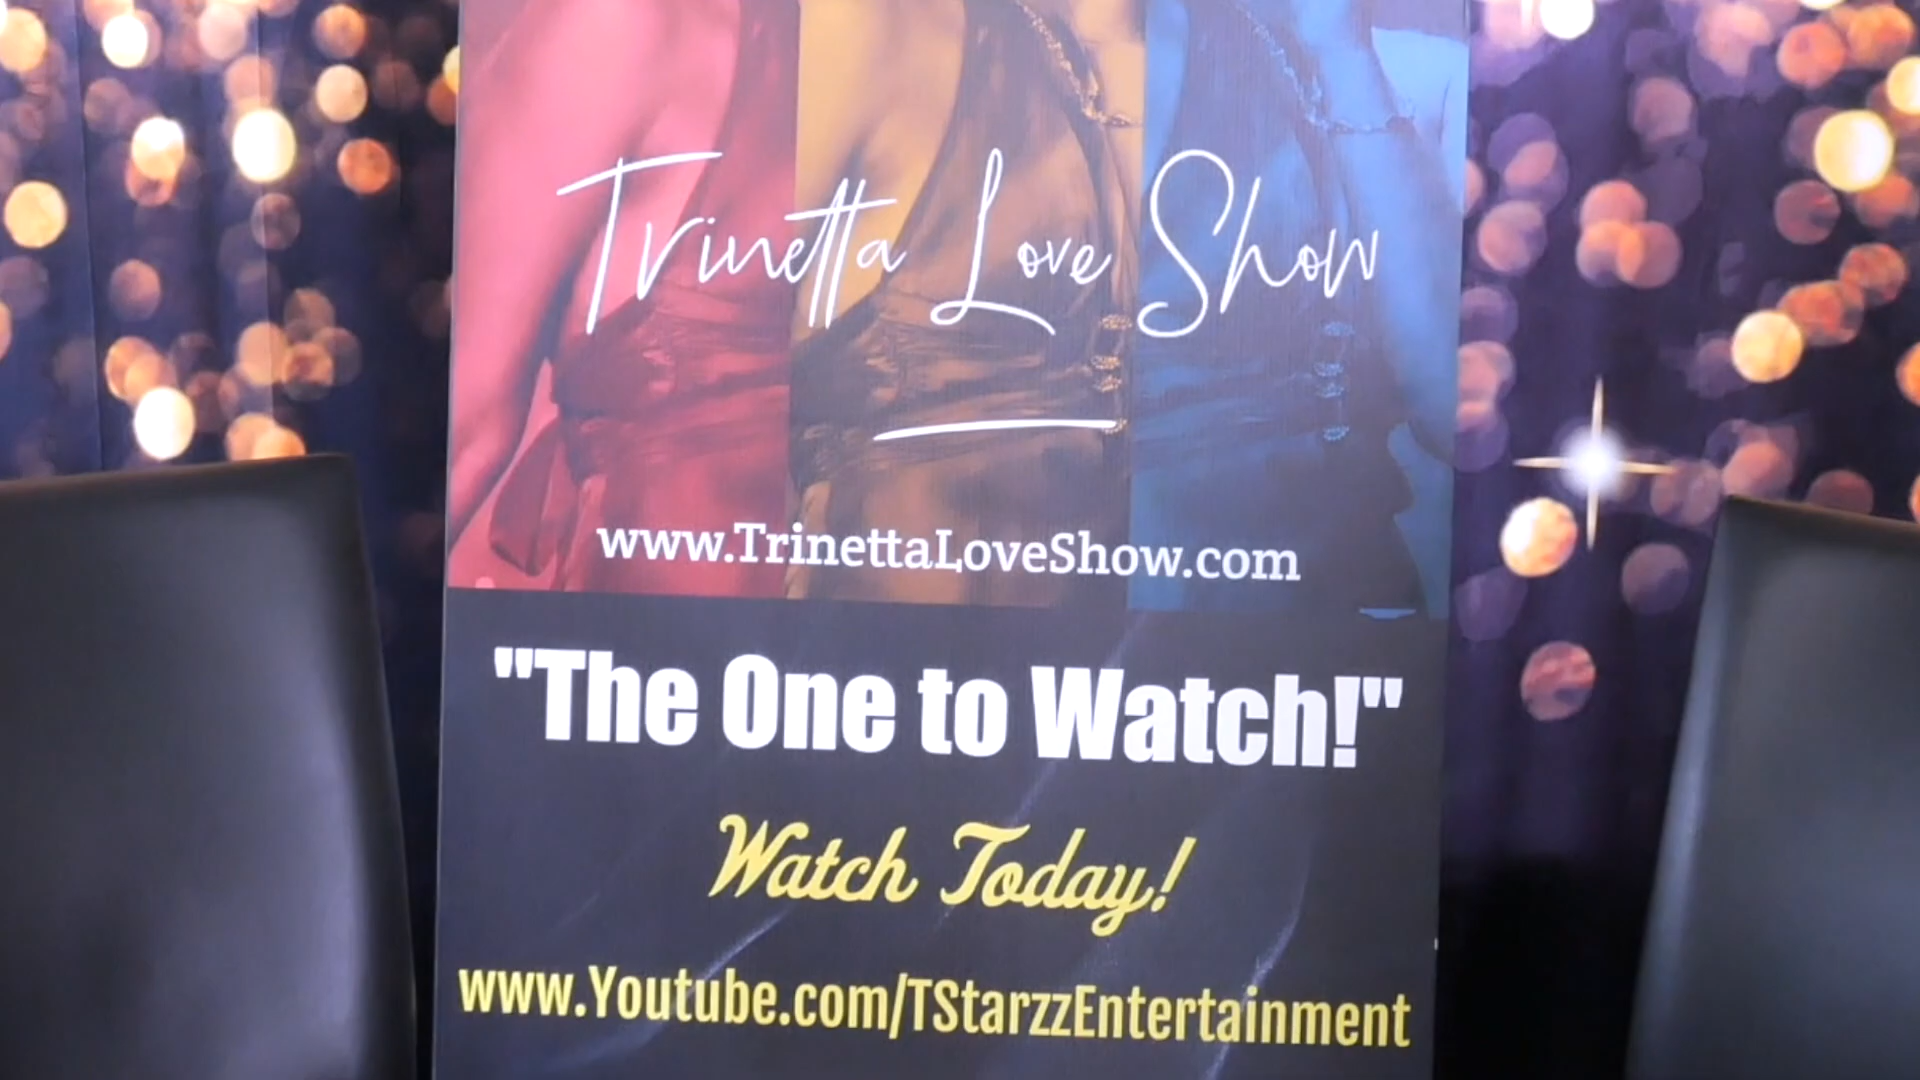 Trinetta Love Show
www.TrinettaLoveShow.com
"The One to Watch!"
Watch Today!
www.Youtube.com/TStarzzEntertainment